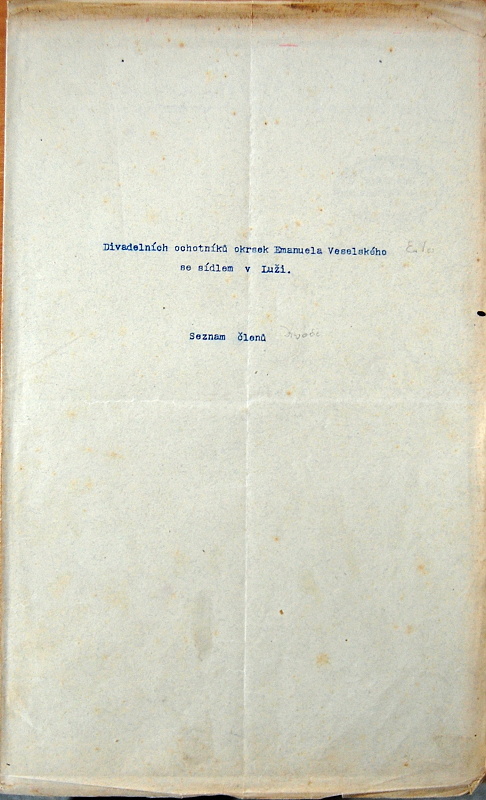 Divadelních ochotníků okrsek Emanuela Veselského
se sídlem v Luži.
Seznam členů